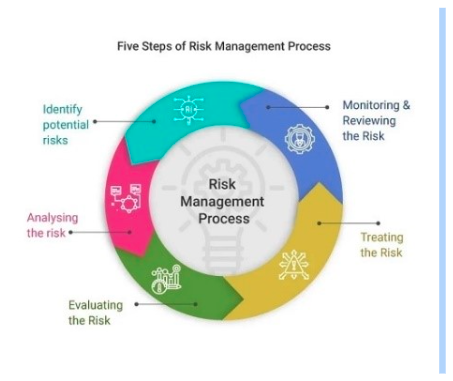 Five Steps of Risk Management Process
Identify
potential
risks
Monitoring &
Reviewing
the Risk
Risk
Management
Process
Analysing
the risk
Treating
the Risk
Evaluating
the Risk